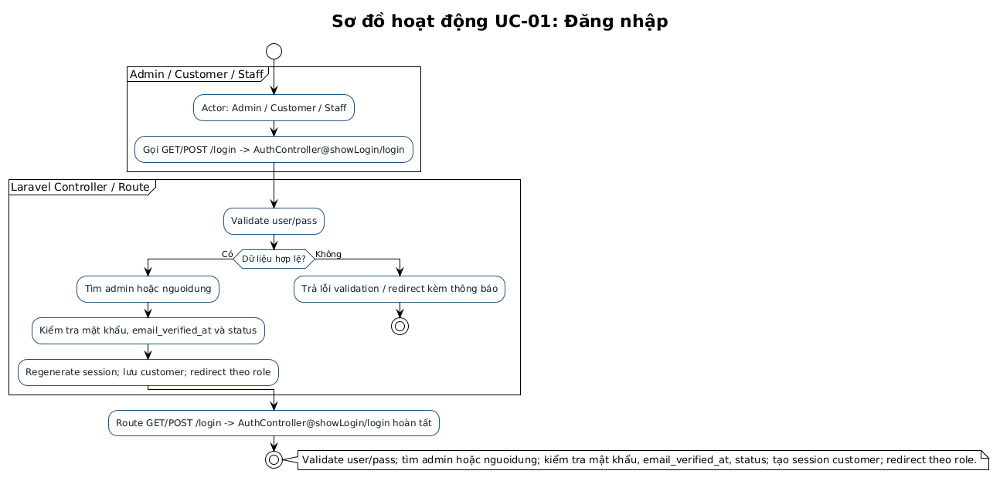 Sơ đồ hoạt động UC-01: Đăng nhập
Admin / Customer / Staff
Actor: Admin / Customer / Staff
Gọi GET/POST /login -> AuthController@showLogin/login
Laravel Controller / Route
Validate user/pass
Có
Dữ liệu hợp lệ?
Không
Tìm admin hoặc nguoidung
Trả lỗi validation / redirect kèm thông báo
Kiểm tra mật khẩu, email_verified_at và status
Regenerate session; lưu customer; redirect theo role
Route GET/POST /login -> AuthController@showLogin/login hoàn tất
Validate user/pass; tìm admin hoặc nguoidung; kiểm tra mật khẩu, email_verified_at, status; tạo session customer; redirect theo role.